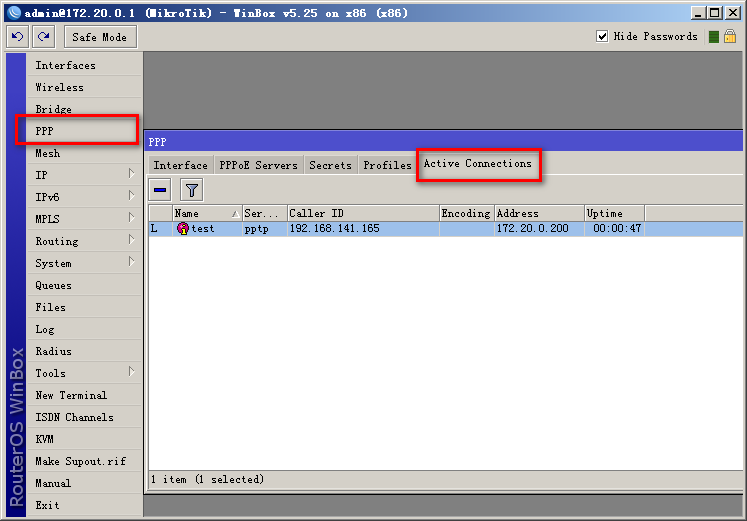 admin@172.20.0.1 (MikroTik) - WinBox v5.25 on x86 (x86)
Safe Mode
Hide Passwords
Interfaces
Wireless
Bridge
PPP
Mesh
IP
IPv6
MPLS
Routing
System
Queues
Files
Log
Radius
Tools
New Terminal
ISDN Channels
KVM
Make Supout.rif
Manual
Exit
RouterOS WinBox
PPP
Interface PPPoE Servers Secrets Profiles Active Connections
Name Ser... Caller ID Encoding Address Uptime
L test pptp 192.168.141.165 172.20.0.200 00:00:47
1 item (1 selected)